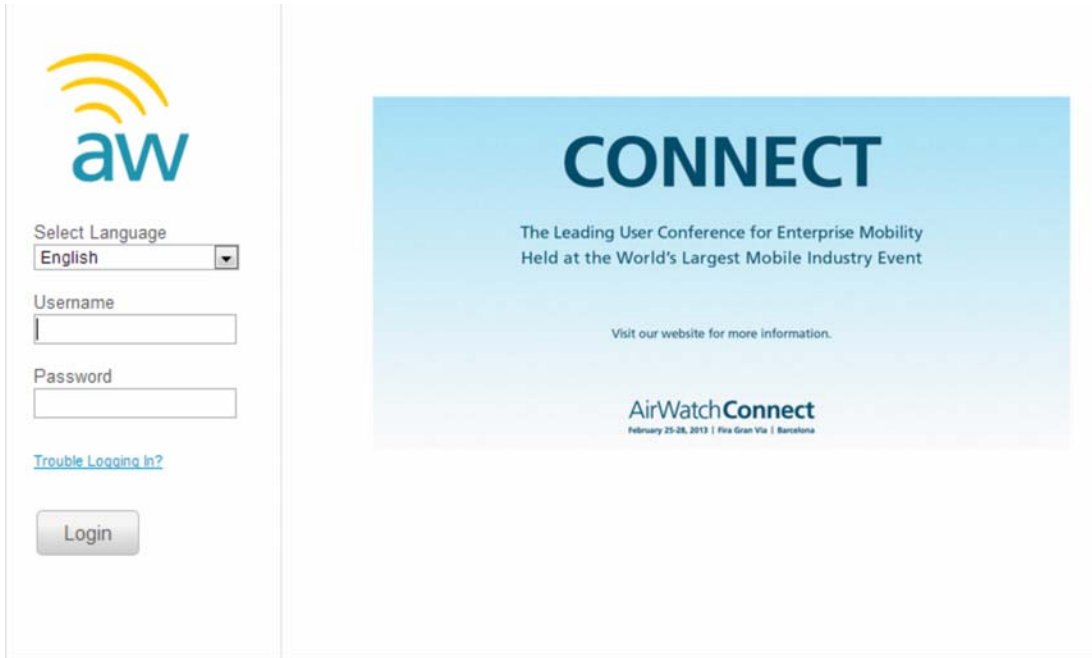 aw
Select Language
English
Username
Password
Trouble Logging In?
Login
CONNECT
The Leading User Conference for Enterprise Mobility
Held at the World's Largest Mobile Industry Event
Visit our website for more information.
AirWatchConnect
February 25-28, 2013 | Fira Gran Via | Barcelona